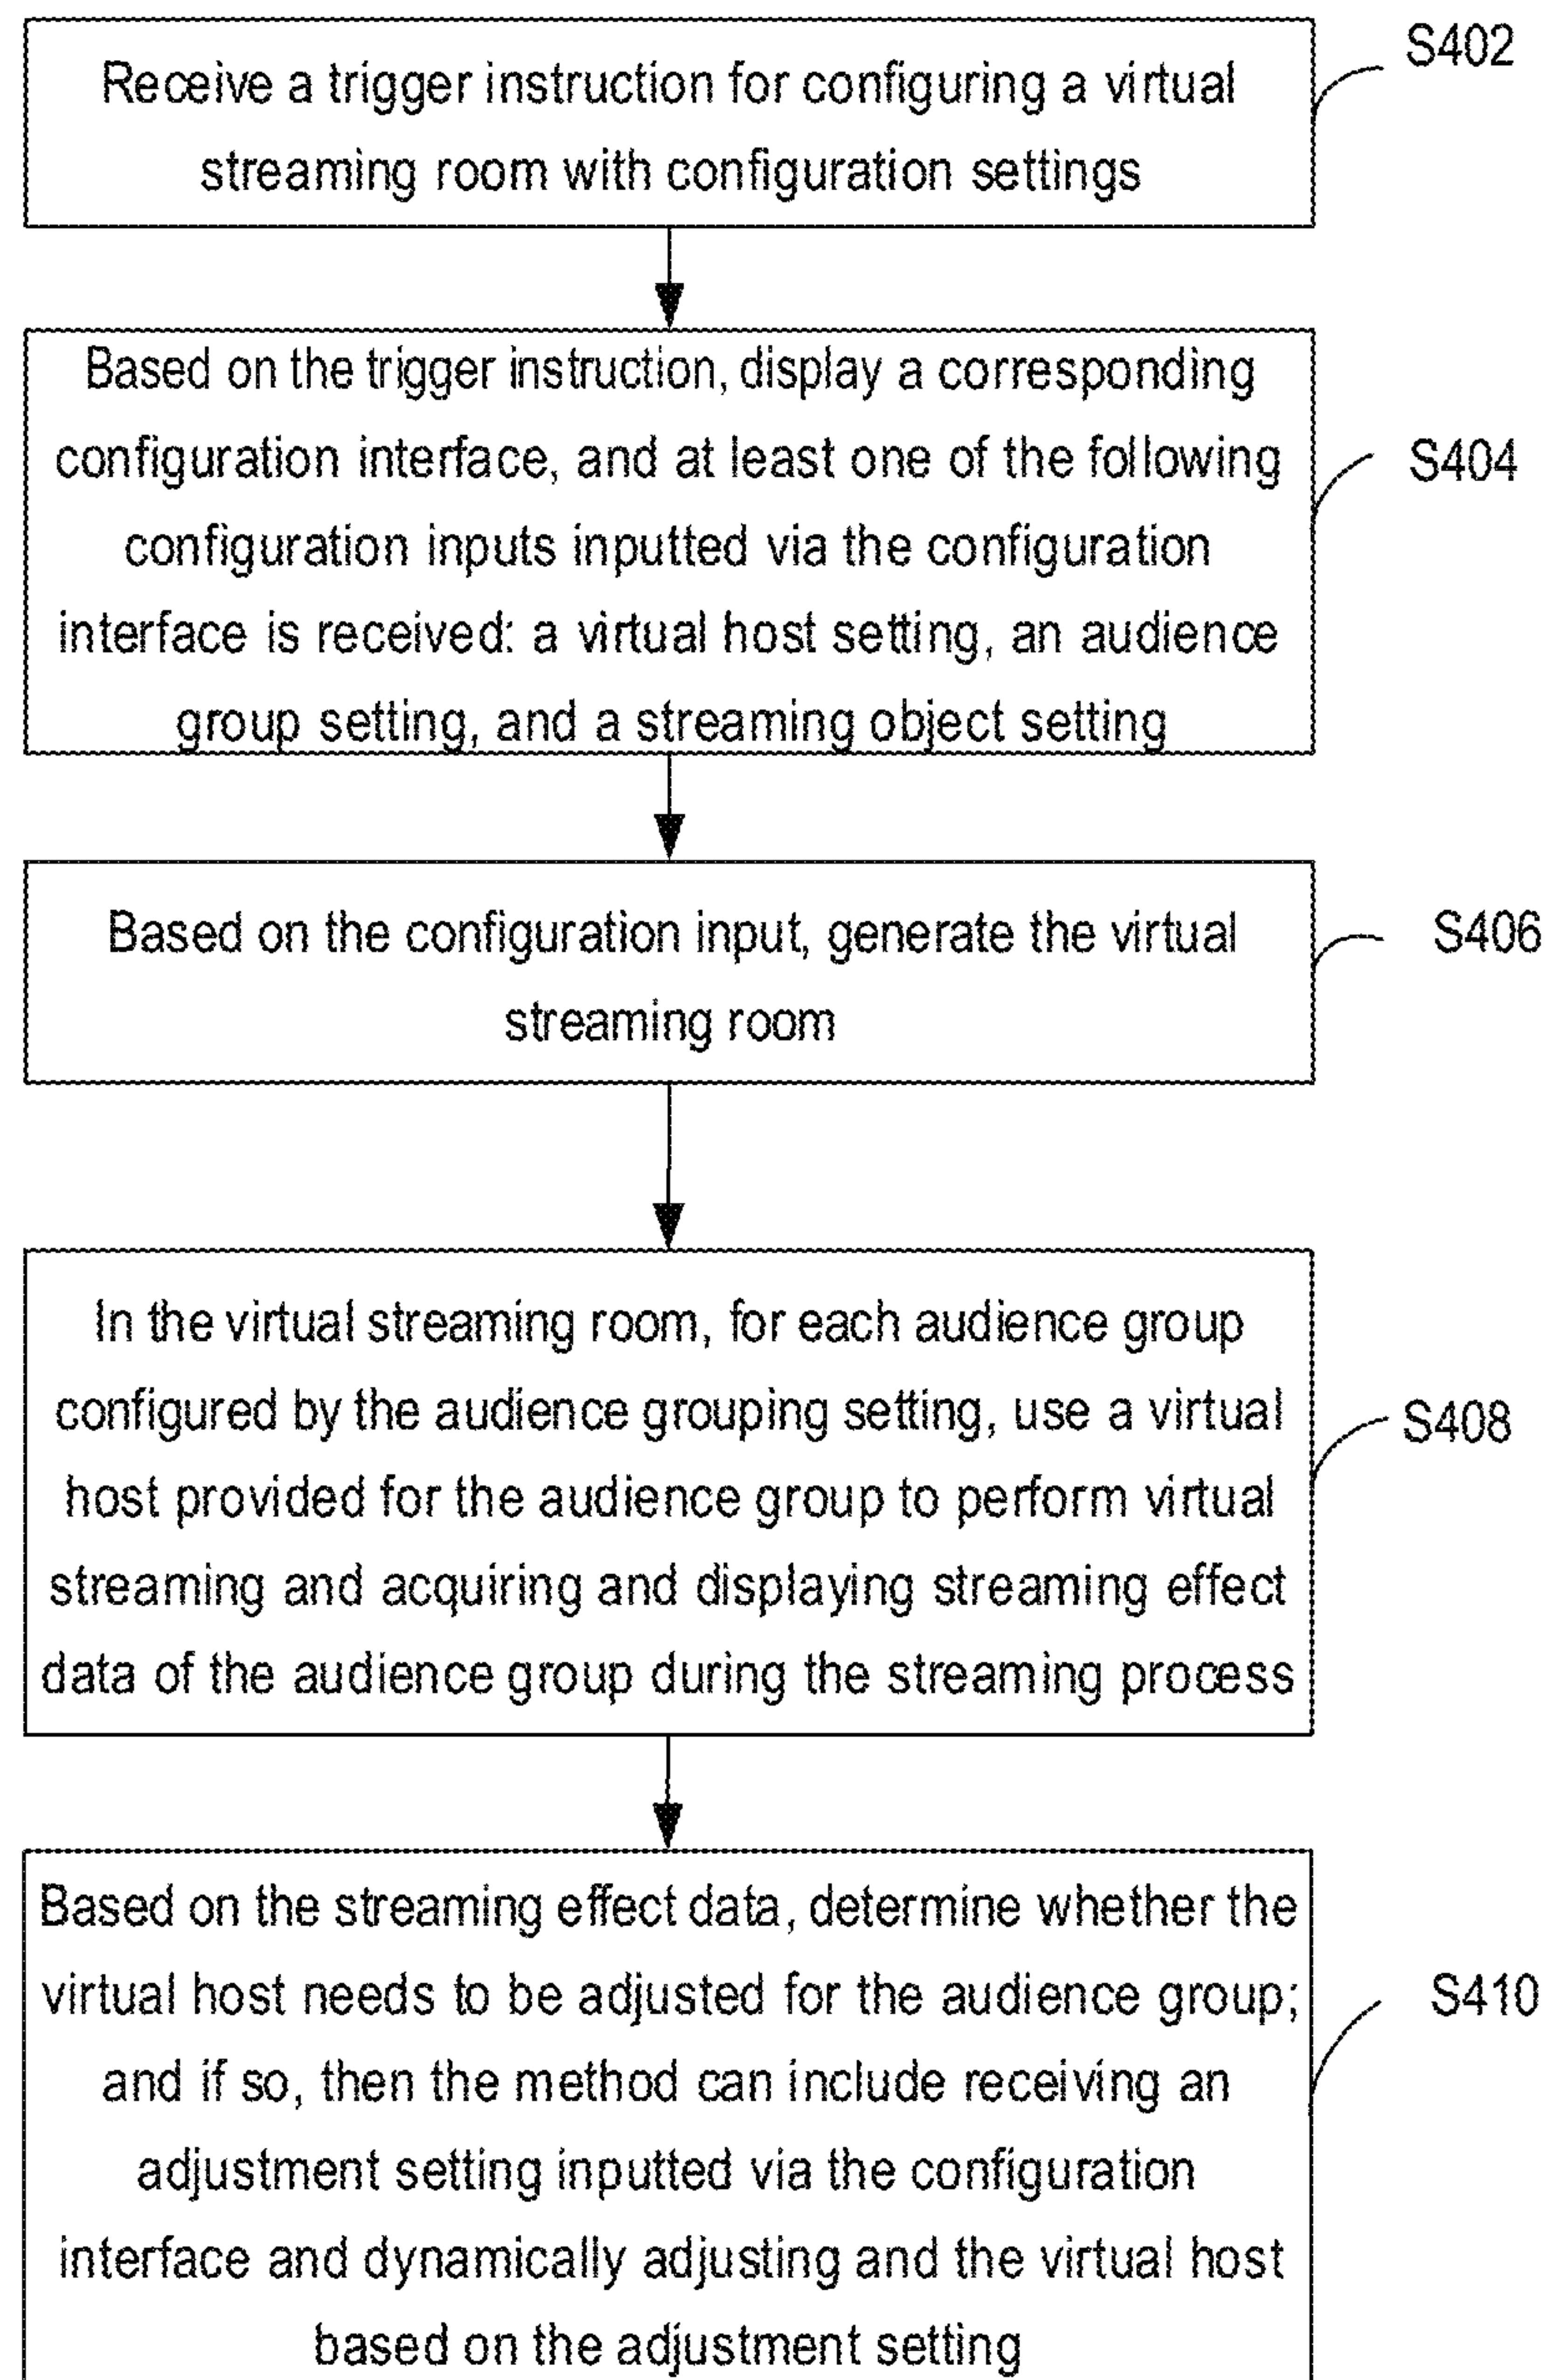 Receive a trigger instruction for configuring a virtual
streaming room with configuration settings
S402
Based on the trigger instruction, display a corresponding
configuration interface, and at least one of the following
configuration inputs inputted via the configuration
interface is received: a virtual host setting, an audience
group setting, and a streaming object setting
S404
Based on the configuration input, generate the virtual
streaming room
S406
In the virtual streaming room, for each audience group
configured by the audience grouping setting, use a virtual
host provided for the audience group to perform virtual
streaming and acquiring and displaying streaming effect
data of the audience group during the streaming process
S408
Based on the streaming effect data, determine whether the
virtual host needs to be adjusted for the audience group;
and if so, then the method can include receiving an
adjustment setting inputted via the configuration
interface and dynamically adjusting and the virtual host
based on the adjustment setting
S410